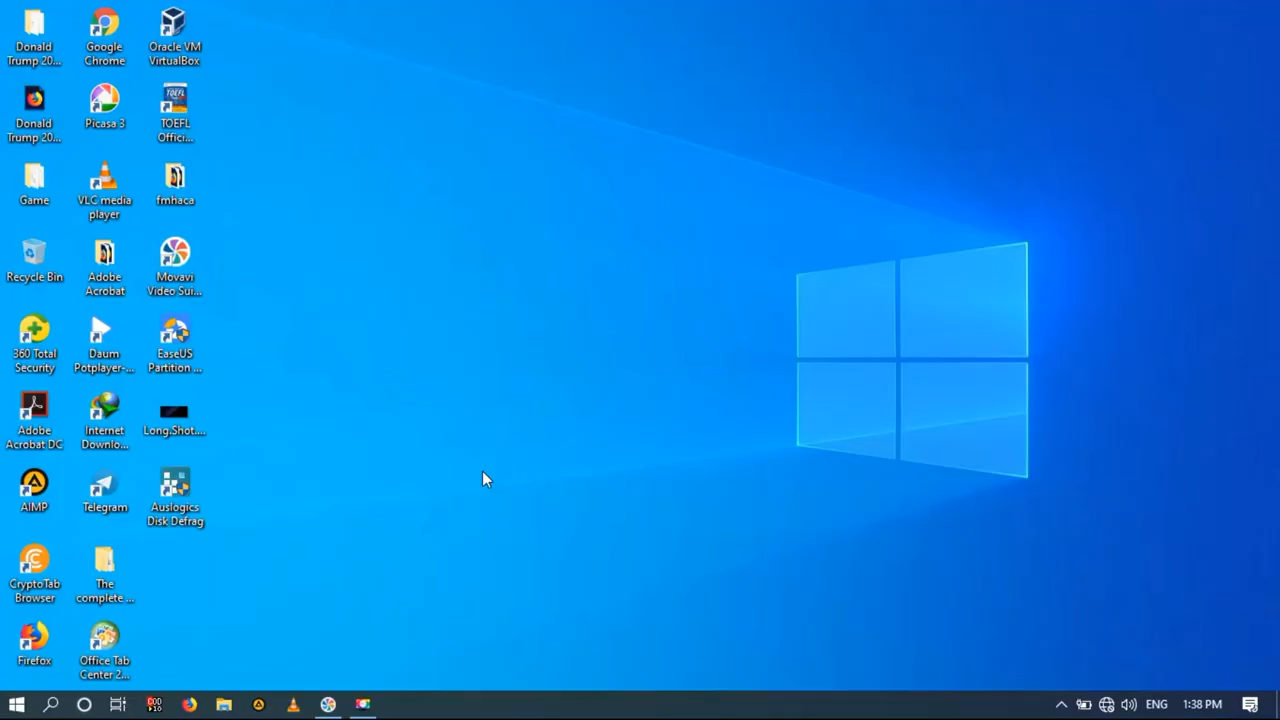 Donald
Trump 20...
Google
Chrome
Oracle VM
VirtualBox
Donald
Trump 20...
Picasa 3
TOEFL
TOEFL
Offici...
Game
VLC media
player
fmhaca
Recycle Bin
Adobe
Acrobat
Movavi
Video Sui...
360 Total
Security
Daum
Potplayer-...
EaseUS
Partition ...
Adobe
Acrobat DC
Internet
Downlo...
Long.Shot....
AIMP
Telegram
Auslogics
Disk Defrag
CryptoTab
Browser
The
complete ...
Firefox
Office Tab
Center 2...
ENG
1:38 PM